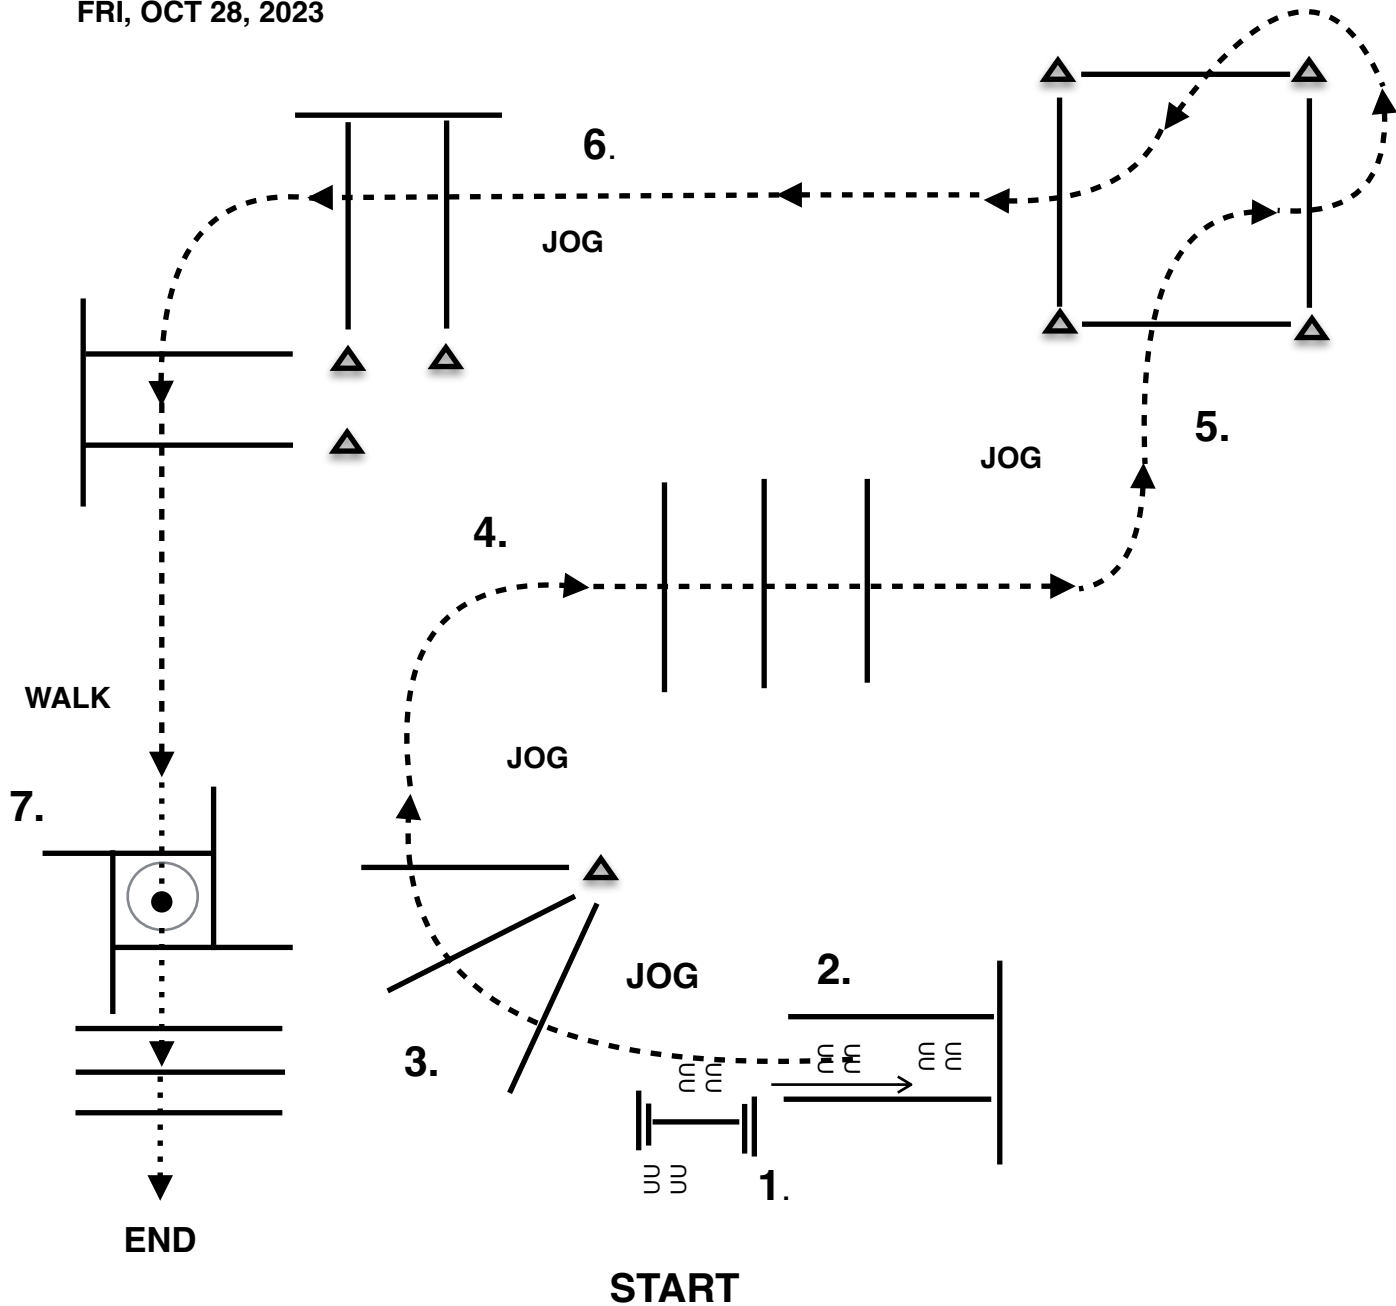 FRI, OCT 28, 2023
6.
JOG
5.
JOG
4.
WALK
JOG
7.
JOG
2.
3.
1.
END
START